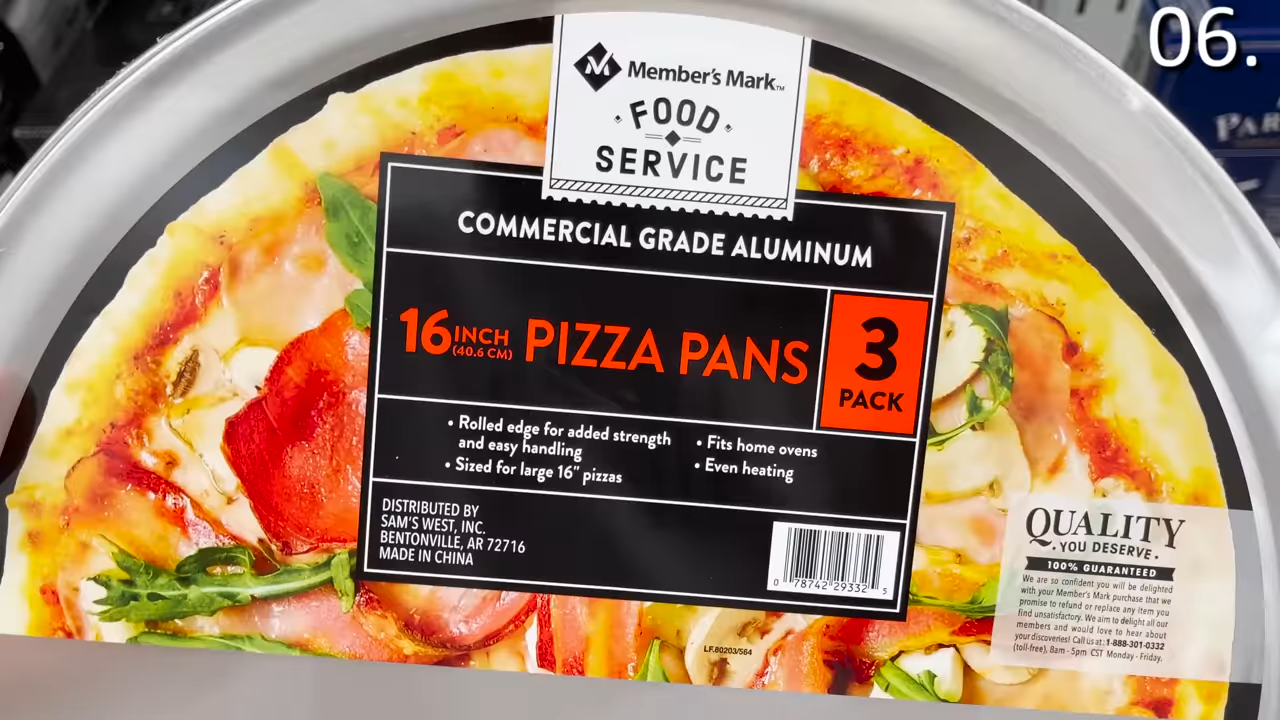 06.
Member's Mark™
FOOD
SERVICE
COMMERCIAL GRADE ALUMINUM
16 INCH (40.6 CM) PIZZA PANS
3
PACK
• Rolled edge for added strength
and easy handling
• Sized for large 16" pizzas
• Fits home ovens
• Even heating
DISTRIBUTED BY
SAM'S WEST, INC.
BENTONVILLE, AR 72716
MADE IN CHINA
0 78742 29332 5
QUALITY
• YOU DESERVE •
100% GUARANTEED
We are so confident you will be delighted
with your Member's Mark purchase that we
promise to refund or replace any item you
find unsatisfactory. We aim to delight all our
members and would love to hear about
your discoveries! Call us at: 1-888-301-0332
(toll-free), 8am - 5pm CST Monday - Friday.
LF.80203/564